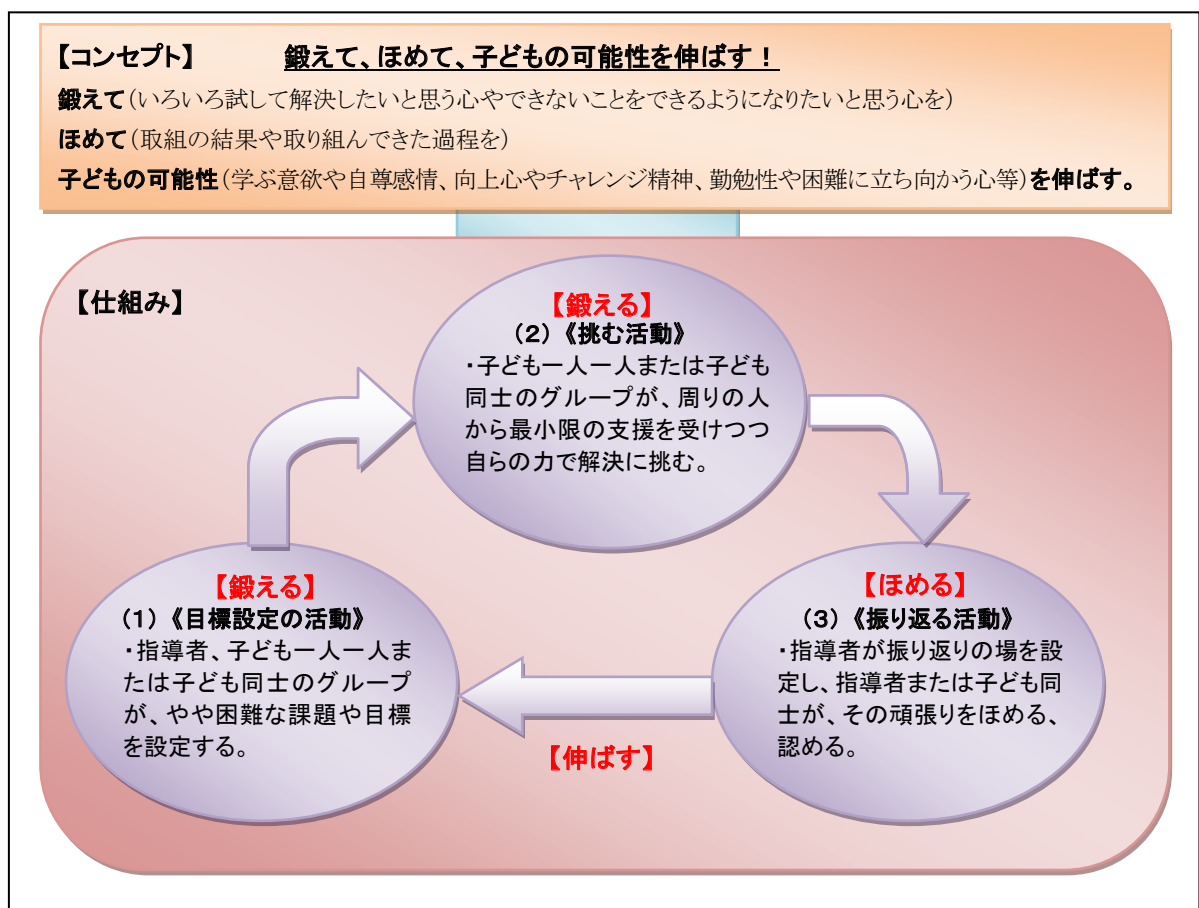 【コンセプト】　鍛えて、ほめて、子どもの可能性を伸ばす！
鍛えて（いろいろ試して解決したいと思う心やできないことをできるようになりたいと思う心を）
ほめて（取組の結果や取り組んできた過程を）
子どもの可能性（学ぶ意欲や自尊感情、向上心やチャレンジ精神、勤勉性や困難に立ち向かう心等）を伸ばす。
【仕組み】
【鍛える】
（２）《挑む活動》
・子ども一人一人または子ども
同士のグループが、周りの人
から最小限の支援を受けつつ
自らの力で解決に挑む。
【鍛える】
（１）《目標設定の活動》
・指導者、子ども一人一人ま
たは子ども同士のグループ
が、やや困難な課題や目標
を設定する。
【ほめる】
（３）《振り返る活動》
・指導者が振り返りの場を設
定し、指導者または子ども同
士が、その頑張りをほめる、
認める。
【伸ばす】